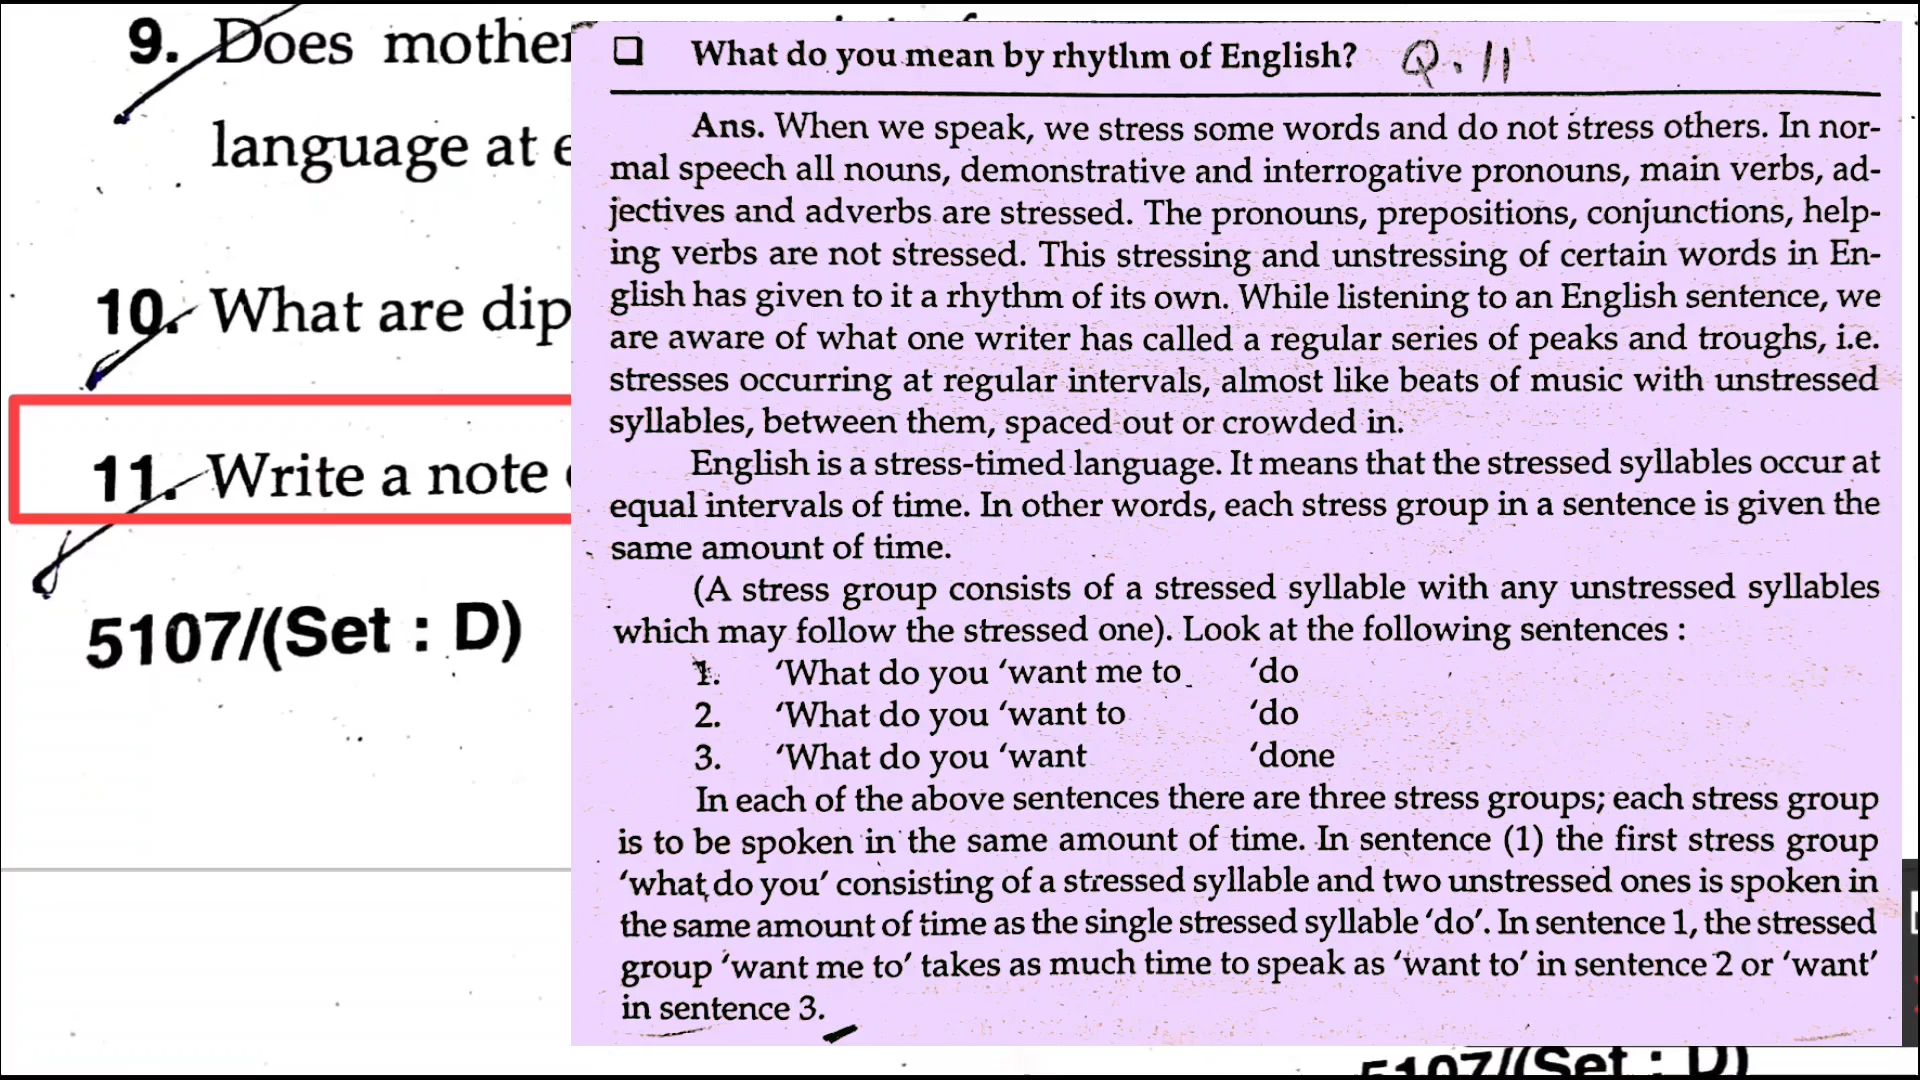 9. Does mother
language at e
10. What are dip
11. Write a note
5107/(Set : D)
What do you mean by rhythm of English? Q. 11
Ans. When we speak, we stress some words and do not stress others. In nor-
mal speech all nouns, demonstrative and interrogative pronouns, main verbs, ad-
jectives and adverbs are stressed. The pronouns, prepositions, conjunctions, help-
ing verbs are not stressed. This stressing and unstressing of certain words in En-
glish has given to it a rhythm of its own. While listening to an English sentence, we
are aware of what one writer has called a regular series of peaks and troughs, i.e.
stresses occurring at regular intervals, almost like beats of music with unstressed
syllables, between them, spaced out or crowded in.
English is a stress-timed language. It means that the stressed syllables occur at
equal intervals of time. In other words, each stress group in a sentence is given the
same amount of time.
(A stress group consists of a stressed syllable with any unstressed syllables
which may follow the stressed one). Look at the following sentences :
1. ‘What do you ‘want me to ‘do
2. ‘What do you ‘want to ‘do
3. ‘What do you ‘want ‘done
In each of the above sentences there are three stress groups; each stress group
is to be spoken in the same amount of time. In sentence (1) the first stress group
‘what do you’ consisting of a stressed syllable and two unstressed ones is spoken in
the same amount of time as the single stressed syllable ‘do’. In sentence 1, the stressed
group ‘want me to’ takes as much time to speak as ‘want to’ in sentence 2 or ‘want’
in sentence 3.
5107/(Set : D)